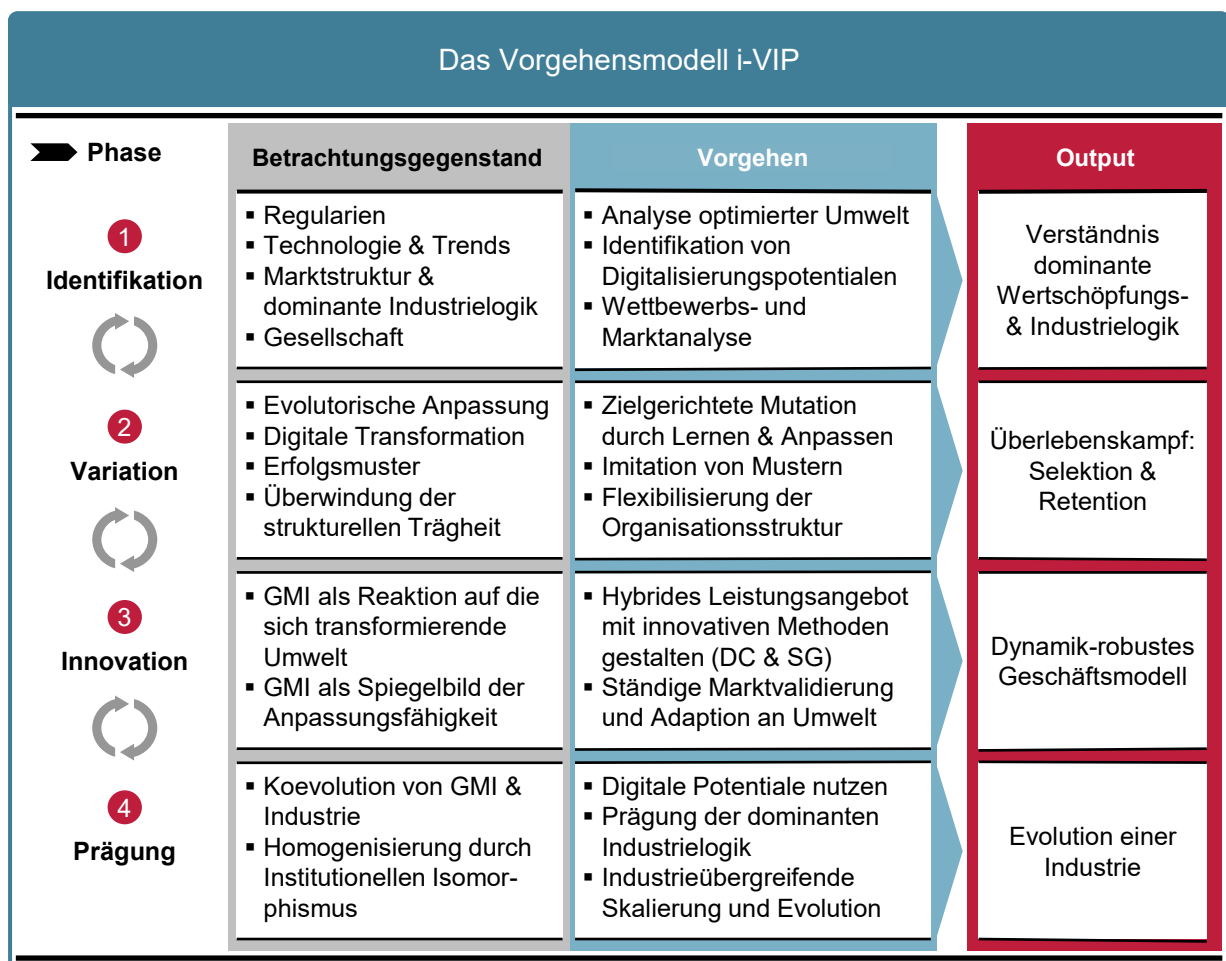 Das Vorgehensmodell i-VIP
Phase
Betrachtungsgegenstand
Vorgehen
Output
1
Identifikation
▪ Regularien
▪ Technologie & Trends
▪ Marktstruktur &
dominante Industrielogik
▪ Gesellschaft
▪ Analyse optimierter Umwelt
▪ Identifikation von
Digitalisierungspotentialen
▪ Wettbewerbs- und
Marktanalyse
Verständnis
dominante
Wertschöpfungs-
& Industrielogik
2
Variation
▪ Evolutorische Anpassung
▪ Digitale Transformation
▪ Erfolgsmuster
▪ Überwindung der
strukturellen Trägheit
▪ Zielgerichtete Mutation
durch Lernen & Anpassen
▪ Imitation von Mustern
▪ Flexibilisierung der
Organisationsstruktur
Überlebenskampf:
Selektion &
Retention
3
Innovation
▪ GMI als Reaktion auf die
sich transformierende
Umwelt
▪ GMI als Spiegelbild der
Anpassungsfähigkeit
▪ Hybrides Leistungsangebot
mit innovativen Methoden
gestalten (DC & SG)
▪ Ständige Marktvalidierung
und Adaption an Umwelt
Dynamik-robustes
Geschäftsmodell
4
Prägung
▪ Koevolution von GMI &
Industrie
▪ Homogenisierung durch
Institutionellen Isomor-
phismus
▪ Digitale Potentiale nutzen
▪ Prägung der dominanten
Industrielogik
▪ Industrieübergreifende
Skalierung und Evolution
Evolution einer
Industrie